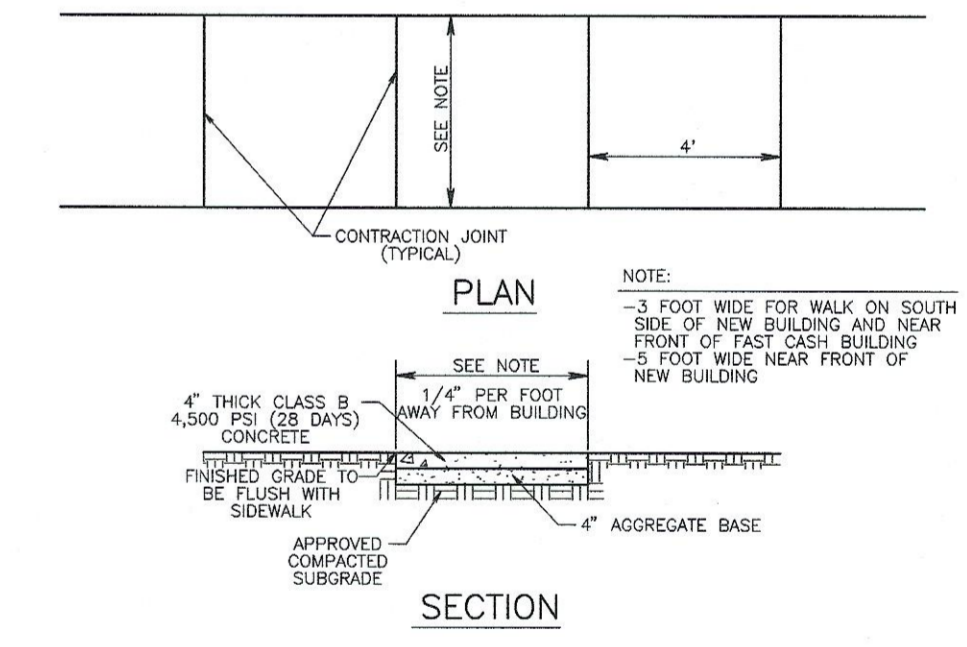 SEE NOTE
4'
CONTRACTION JOINT
(TYPICAL)
PLAN
NOTE:
-3 FOOT WIDE FOR WALK ON SOUTH
SIDE OF NEW BUILDING AND NEAR
FRONT OF FAST CASH BUILDING
-5 FOOT WIDE NEAR FRONT OF
NEW BUILDING
SEE NOTE
1/4" PER FOOT
AWAY FROM BUILDING
4" THICK CLASS B
4,500 PSI (28 DAYS)
CONCRETE
FINISHED GRADE TO
BE FLUSH WITH
SIDEWALK
4" AGGREGATE BASE
APPROVED
COMPACTED
SUBGRADE
SECTION